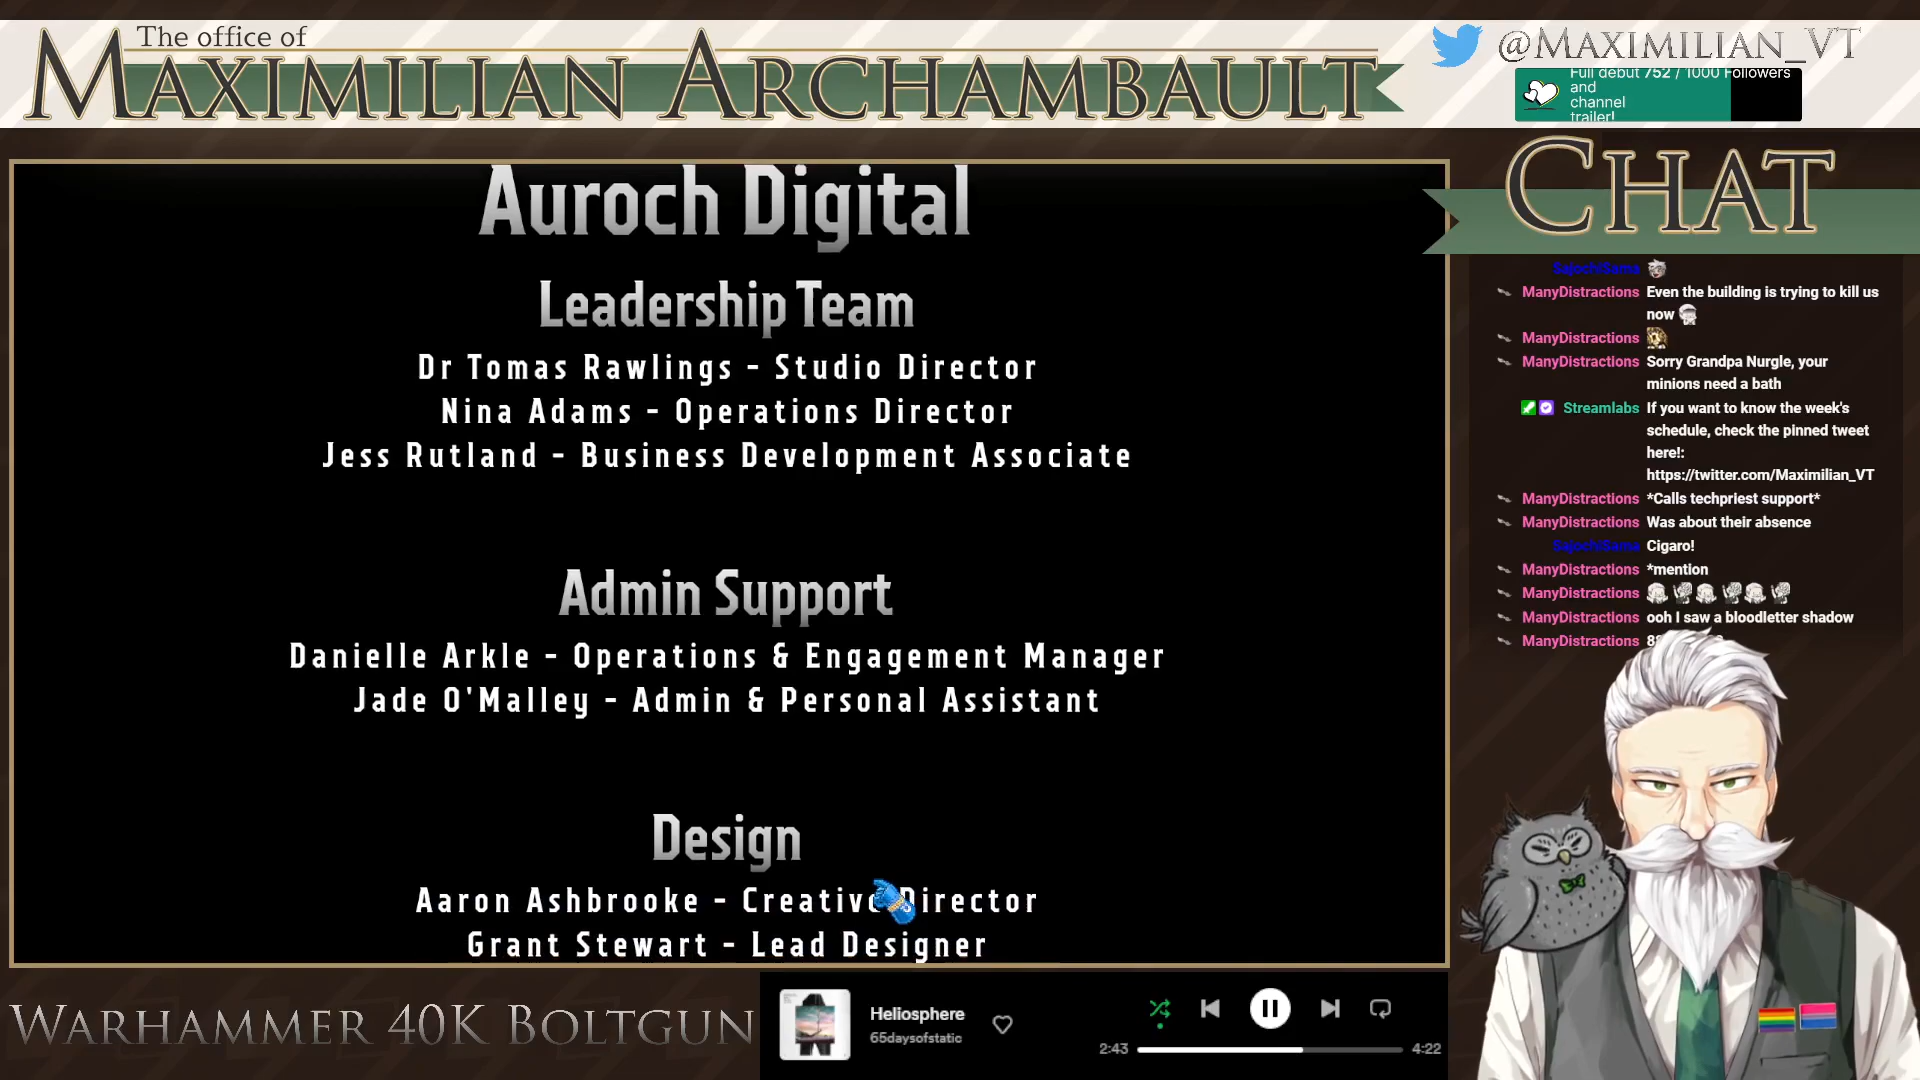 The office of
MAXIMILIAN ARCHAMBAULT
@MAXIMILIAN_VT
Full debut 752 / 1000 Followers
and
channel
trailer!
CHAT
Auroch Digital
Leadership Team
Dr Tomas Rawlings - Studio Director
Nina Adams - Operations Director
Jess Rutland - Business Development Associate
Admin Support
Danielle Arkle - Operations & Engagement Manager
Jade O'Malley - Admin & Personal Assistant
Design
Aaron Ashbrooke - Creative Director
Grant Stewart - Lead Designer
SajochiSama
ManyDistractions Even the building is trying to kill us
now
ManyDistractions
ManyDistractions Sorry Grandpa Nurgle, your
minions need a bath
Streamlabs If you want to know the week's
schedule, check the pinned tweet
here!:
https://twitter.com/Maximilian_VT
ManyDistractions *Calls techpriest support*
ManyDistractions Was about their absence
SajochiSama Cigaro!
ManyDistractions *mention
ManyDistractions
ManyDistractions ooh I saw a bloodletter shadow
ManyDistractions
WARHAMMER 40K BOLTGUN
Heliosphere
65daysofstatic
2:43
4:22